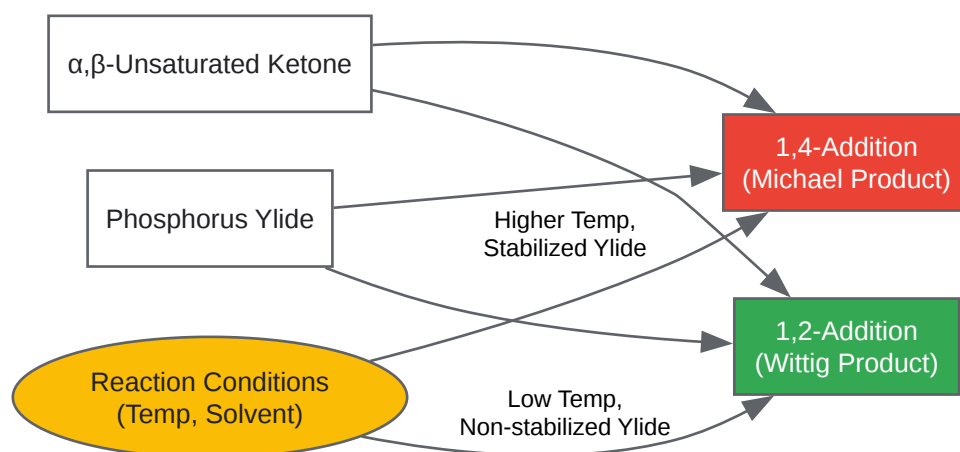 α,β-Unsaturated Ketone
1,4-Addition
(Michael Product)
Phosphorus Ylide
Higher Temp,
Stabilized Ylide
1,2-Addition
(Wittig Product)
Reaction Conditions
(Temp, Solvent)
Low Temp,
Non-stabilized Ylide